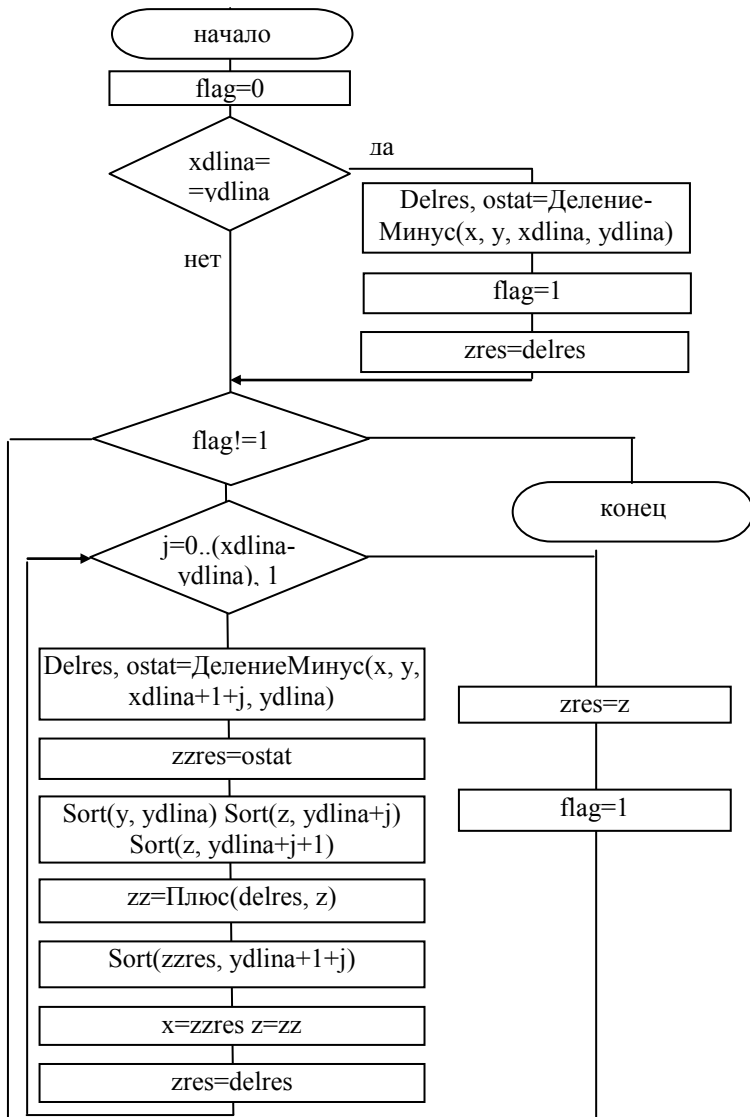 начало
flag=0
xdlina=
=ydlina
да
Delres, ostat=Деление-
Минус(x, y, xdlina, ydlina)
нет
flag=1
zres=delres
flag!=1
конец
j=0..(xdlina-
ydlina), 1
Delres, ostat=ДелениеМинус(x, y,
xdlina+1+j, ydlina)
zzres=ostat
Sort(y, ydlina) Sort(z, ydlina+j)
Sort(z, ydlina+j+1)
zz=Плюс(delres, z)
Sort(zzres, ydlina+1+j)
x=zzres z=zz
zres=delres
zres=z
flag=1